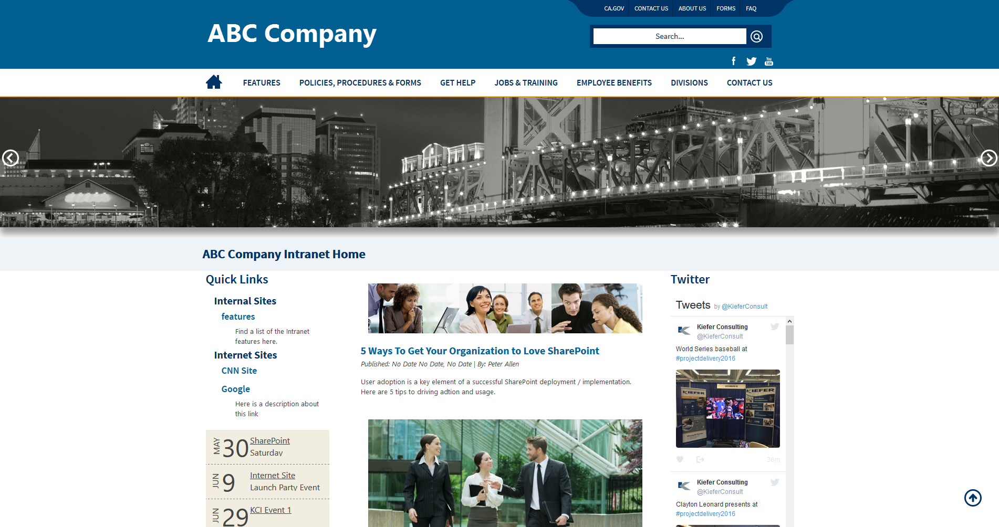 CA.GOV CONTACT US ABOUT US FORMS FAQ
ABC Company
Search...
You
Tube
FEATURES POLICIES, PROCEDURES & FORMS GET HELP JOBS & TRAINING EMPLOYEE BENEFITS DIVISIONS CONTACT US
ABC Company Intranet Home
Quick Links
Internal Sites
features
Find a list of the Intranet
features here.
Internet Sites
CNN Site
Google
Here is a description about
this link
MAY 30 SharePoint
Saturday
JUN 9 Internet Site
Launch Party Event
JUN 29 KCI Event 1
5 Ways To Get Your Organization to Love SharePoint
Published: No Date No Date, No Date | By: Peter Allen
User adoption is a key element of a successful SharePoint deployment / implementation.
Here are 5 tips to driving adtion and usage.
Twitter
Tweets by @KieferConsult
Kiefer Consulting
@KieferConsult
World Series baseball at
#projectdelivery2016
KIEFER
KIEFER
CRM
36m
Kiefer Consulting
@KieferConsult
Clayton Leonard presents at
#projectdelivery2016